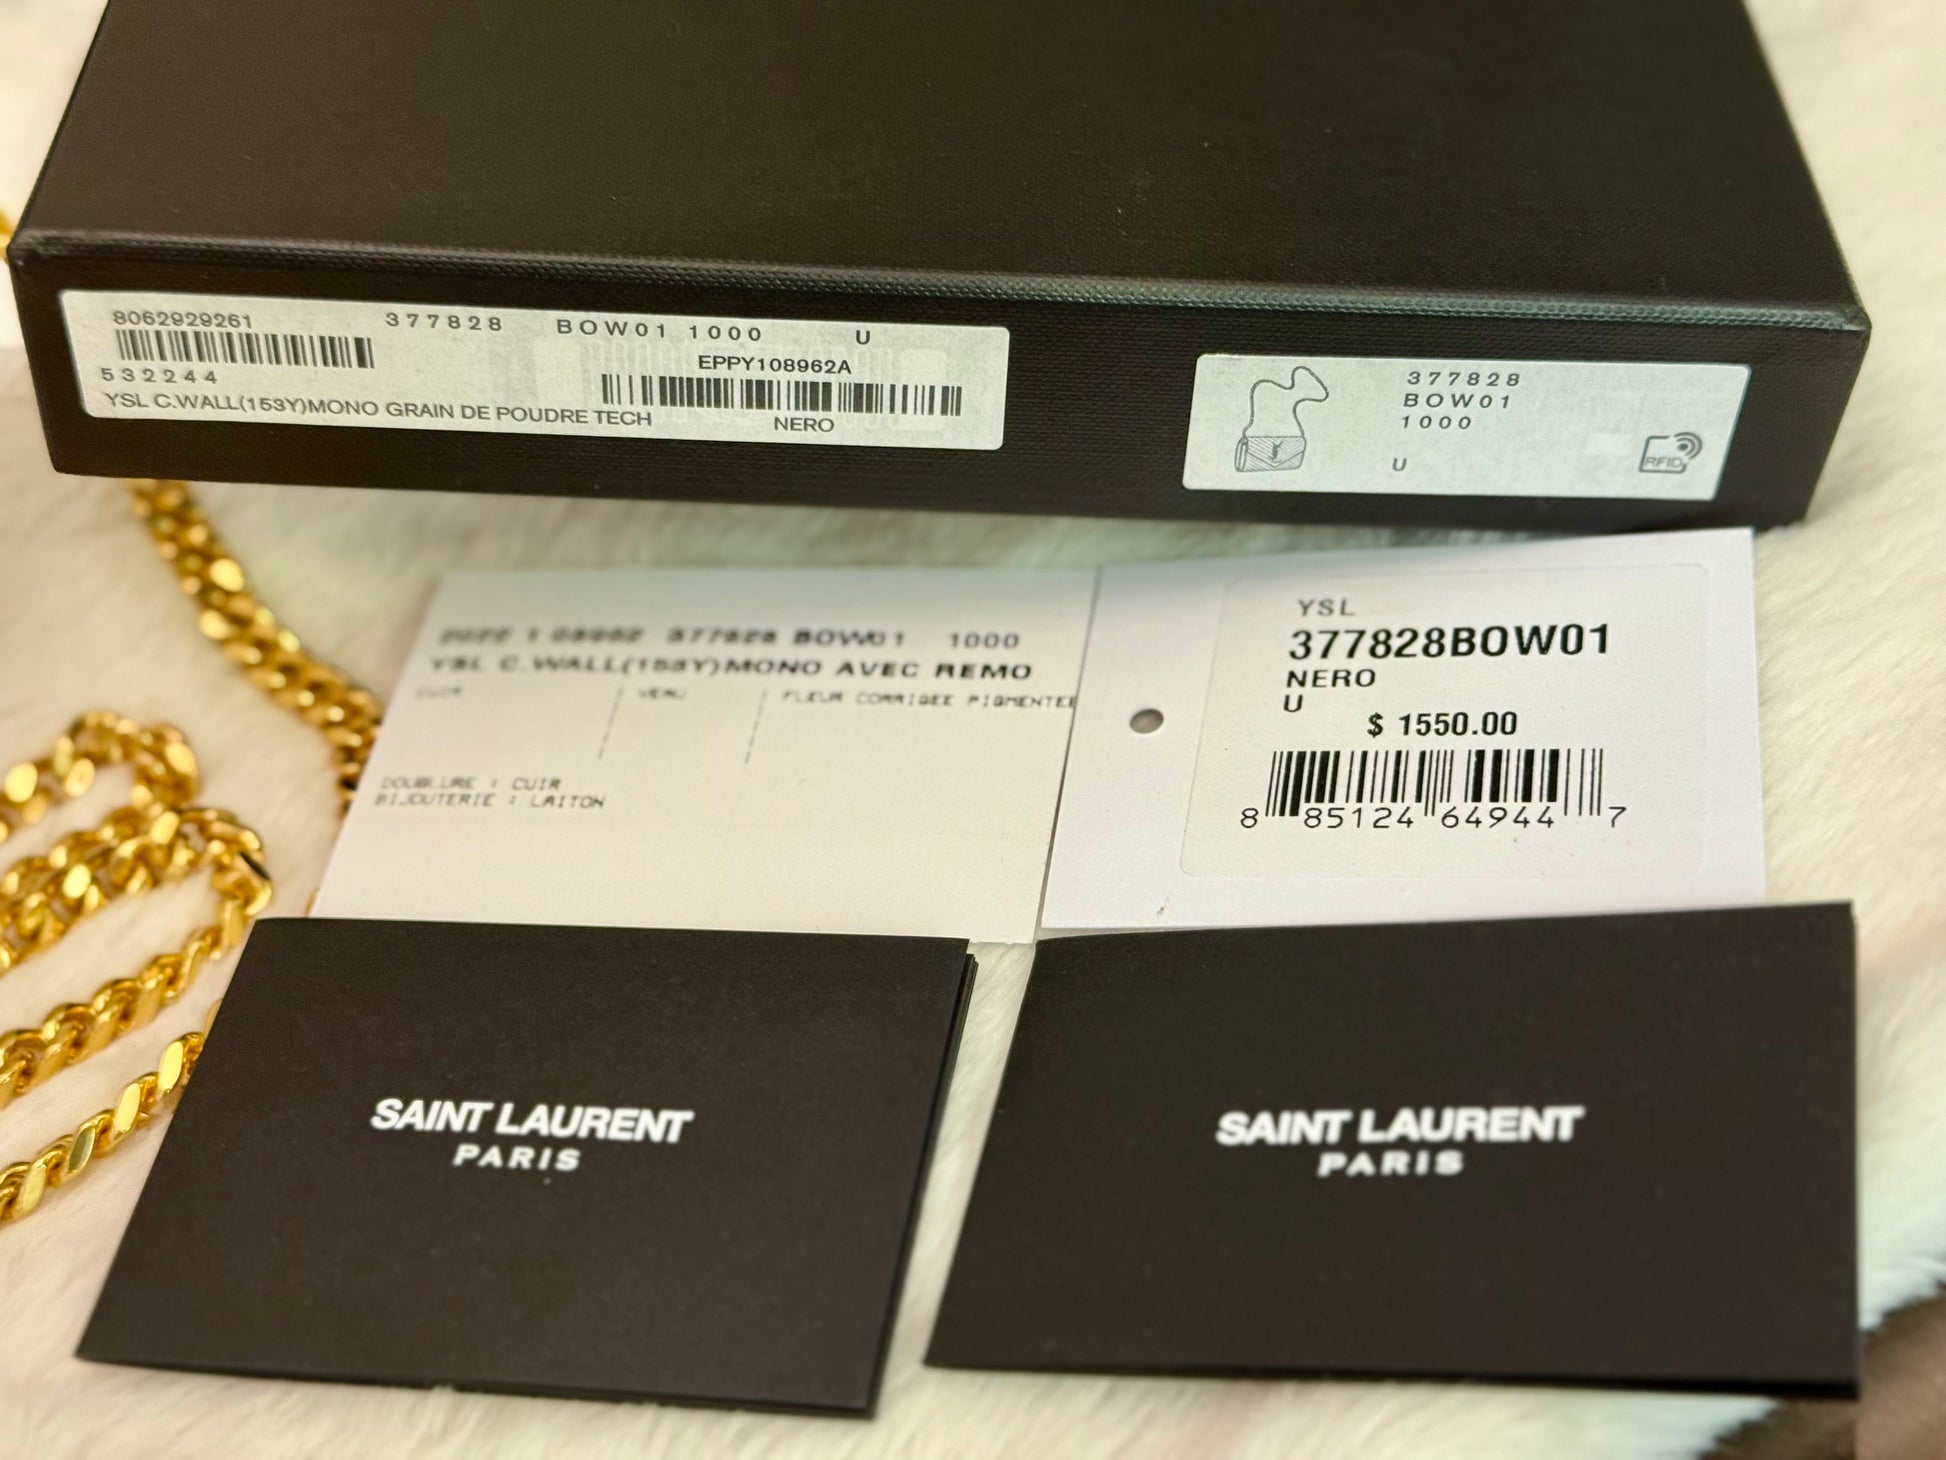 8062929261 377828 BOW01 1000 U
EPPY108962A
532244
YSL C.WALL(153Y)MONO GRAIN DE POUDRE TECH NERO
377828
BOW01
1000
U
RFID
377828 BOW01 1000
YSL C.WALL(153Y)MONO AVEC REMO
CUIR | VEAU | FLEUR CORRIGEE PIGMENTEE
DOUBLURE : CUIR
BIJOUTERIE : LAITON
YSL
377828BOW01
NERO
U
$ 1550.00
8 85124 64944 7
SAINT LAURENT
PARIS
SAINT LAURENT
PARIS